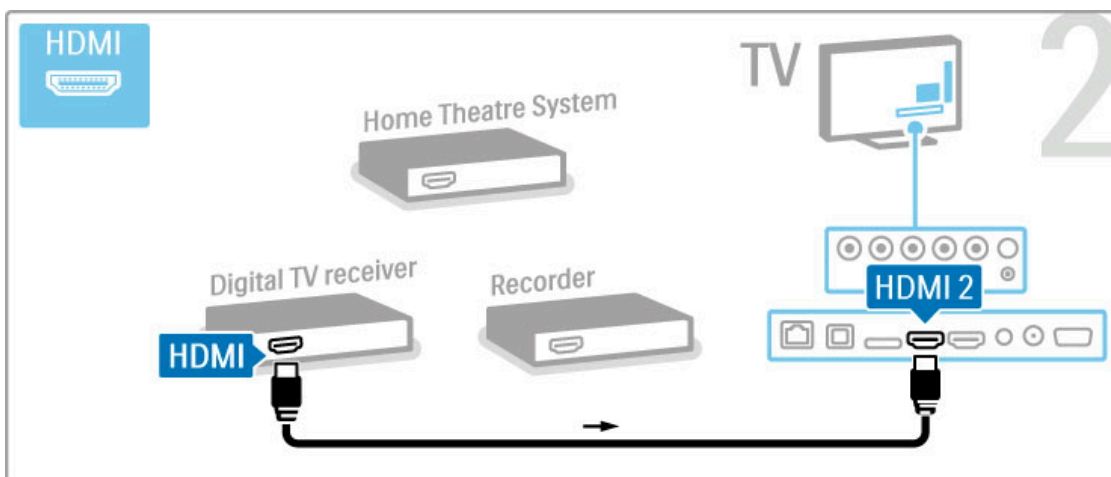 HDMI
TV
2
Home Theatre System
Digital TV receiver
Recorder
HDMI 2
HDMI